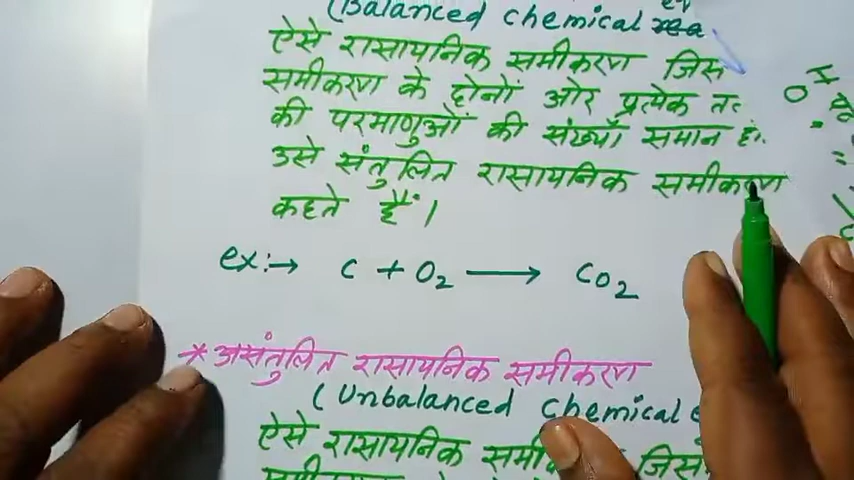 (Balanced chemical
ऐसे रासायनिक समीकरण जिस
समीकरण के दोनों ओर प्रत्येक
की परमाणुओं की संख्याँ समान
उसे संतुलित रासायनिक समीकरण
कहते हैं।
ex:→ C + O₂ ⟶ CO₂
*असंतुलित रासायनिक समीकरण
(Unbalanced chemical
ऐसे रासायनिक